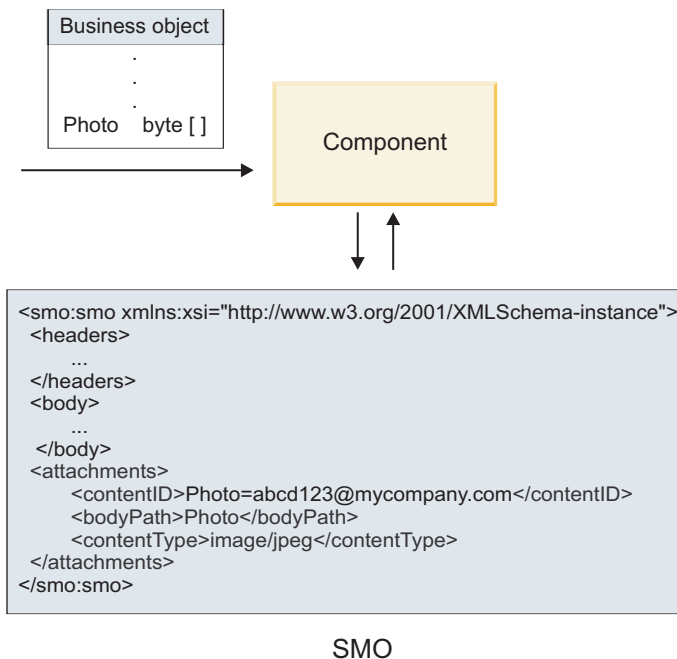 Business object
.
.
.
Photo byte [ ]
Component
<smo:smo xmlns:xsi="http://www.w3.org/2001/XMLSchema-instance">
<headers>
...
</headers>
<body>
...
</body>
<attachments>
<contentID>Photo=abcd123@mycompany.com</contentID>
<bodyPath>Photo</bodyPath>
<contentType>image/jpeg</contentType>
</attachments>
</smo:smo>
SMO